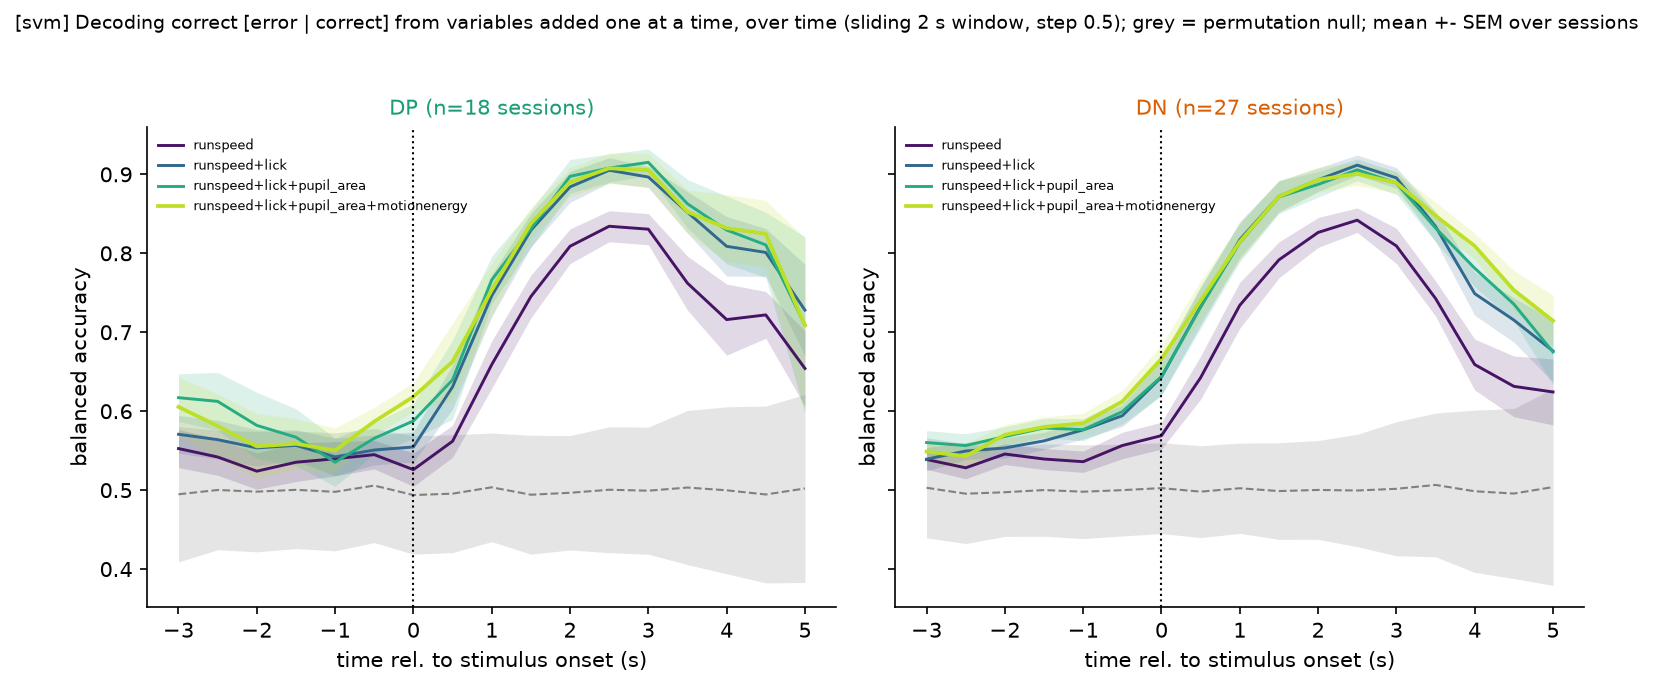 [svm] Decoding correct [error | correct] from variables added one at a time, over time (sliding 2 s window, step 0.5); grey = permutation null; mean +- SEM over sessions
DP (n=18 sessions)
runspeed
runspeed+lick
runspeed+lick+pupil_area
runspeed+lick+pupil_area+motionenergy
balanced accuracy
0.9
0.8
0.7
0.6
0.5
0.4
−3 −2 −1 0 1 2 3 4 5
time rel. to stimulus onset (s)
DN (n=27 sessions)
runspeed
runspeed+lick
runspeed+lick+pupil_area
runspeed+lick+pupil_area+motionenergy
balanced accuracy
−3 −2 −1 0 1 2 3 4 5
time rel. to stimulus onset (s)